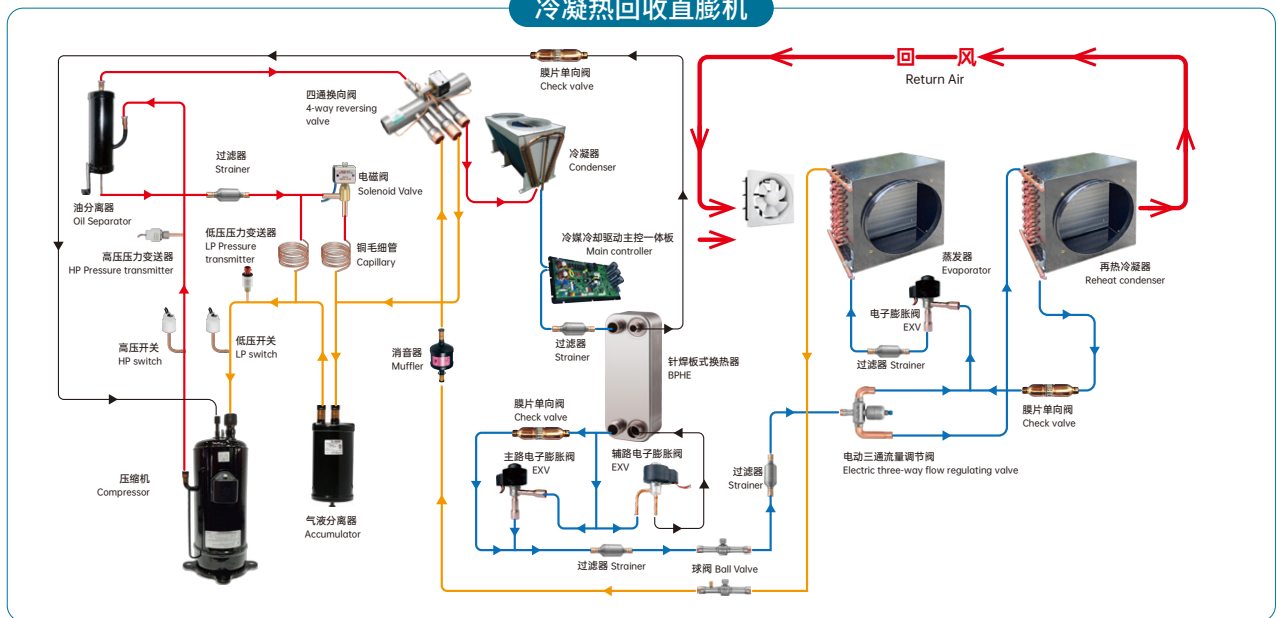 冷凝热回收直膨机
膜片单向阀
Check valve
回 风
Return Air
四通换向阀
4-way reversing
valve
冷凝器
Condenser
过滤器
Strainer
电磁阀
Solenoid Valve
油分离器
Oil Separator
低压压力变送器
LP Pressure
transmitter
铜毛细管
Capillary
高压压力变送器
HP Pressure transmitter
冷媒冷却驱动主控一体板
Main controller
蒸发器
Evaporator
再热冷凝器
Reheat condenser
电子膨胀阀
EXV
高压开关
HP switch
低压开关
LP switch
消音器
Muffler
过滤器
Strainer
针焊板式换热器
BPHE
过滤器 Strainer
膜片单向阀
Check valve
膜片单向阀
Check valve
主路电子膨胀阀
EXV
辅路电子膨胀阀
EXV
过滤器
Strainer
电动三通流量调节阀
Electric three-way flow regulating valve
压缩机
Compressor
气液分离器
Accumulator
过滤器 Strainer
球阀 Ball Valve